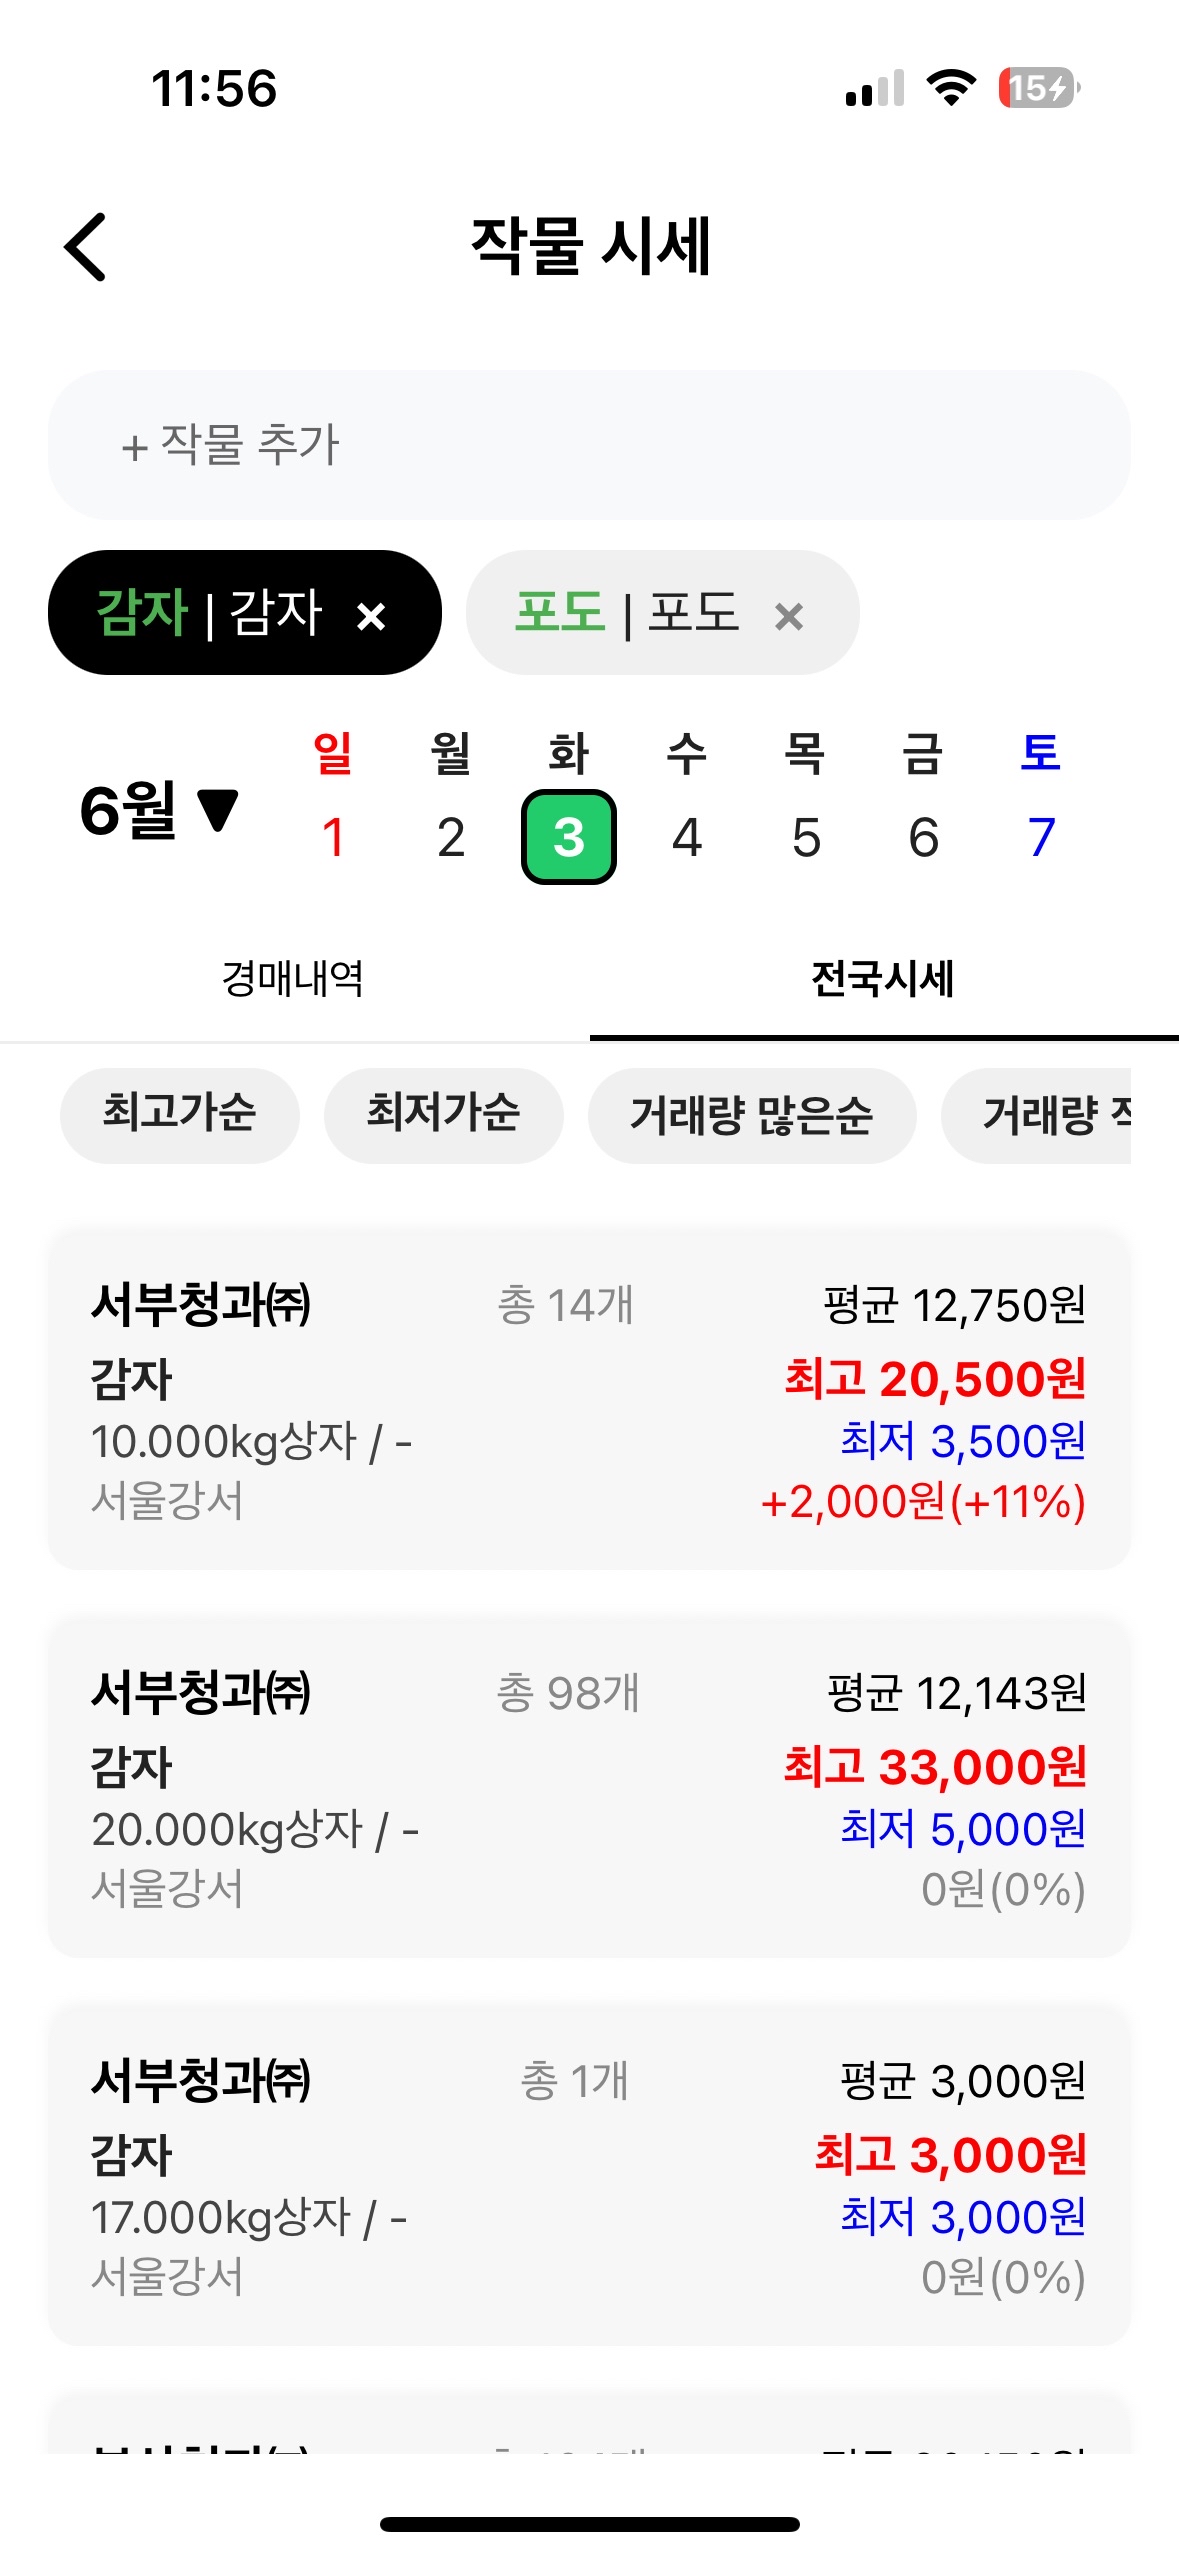 11:56
15
작물 시세
+ 작물 추가
감자 | 감자 ×
포도 | 포도 ×
일 월 화 수 목 금 토
6월 ▼
1 2 3 4 5 6 7
경매내역
전국시세
최고가순
최저가순
거래량 많은순
거래량
서부청과㈜ 총 14개 평균 12,750원
감자 최고 20,500원
10.000kg상자 / - 최저 3,500원
서울강서 +2,000원(+11%)
서부청과㈜ 총 98개 평균 12,143원
감자 최고 33,000원
20.000kg상자 / - 최저 5,000원
서울강서 0원(0%)
서부청과㈜ 총 1개 평균 3,000원
감자 최고 3,000원
17.000kg상자 / - 최저 3,000원
서울강서 0원(0%)